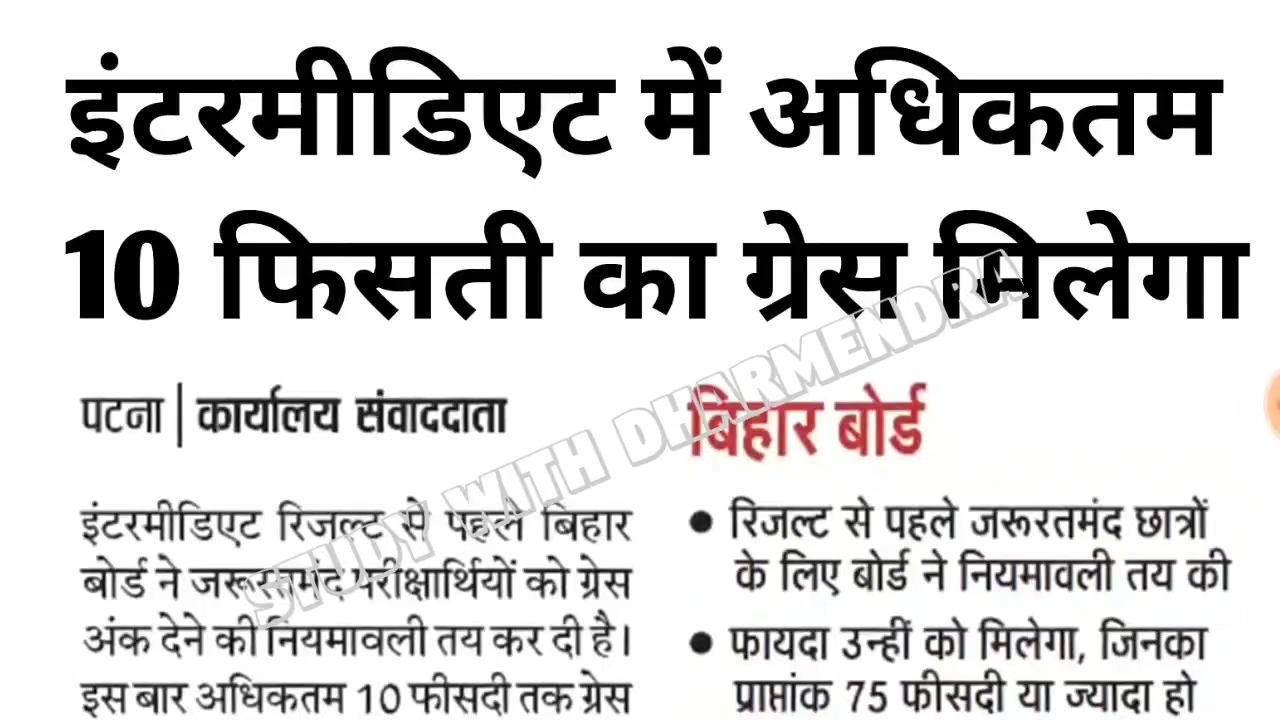 इंटरमीडिएट में अधिकतम
10 फिसती का ग्रेस मिलेगा
पटना | कार्यालय संवाददाता
इंटरमीडिएट रिजल्ट से पहले बिहार
बोर्ड ने जरूरतमंद परीक्षार्थियों को ग्रेस
अंक देने की नियमावली तय कर दी है।
इस बार अधिकतम 10 फीसदी तक ग्रेस
बिहार बोर्ड
• रिजल्ट से पहले जरूरतमंद छात्रों
के लिए बोर्ड ने नियमावली तय की
• फायदा उन्हीं को मिलेगा, जिनका
प्राप्तांक 75 फीसदी या ज्यादा हो
STUDY WITH DHARMENDRA